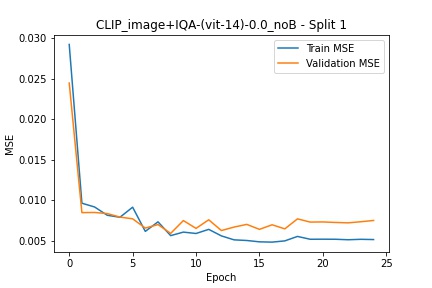 CLIP_image+IQA-(vit-14)-0.0_noB - Split 1
Train MSE
Validation MSE
MSE
0.030
0.025
0.020
0.015
0.010
0.005
0 5 10 15 20 25
Epoch